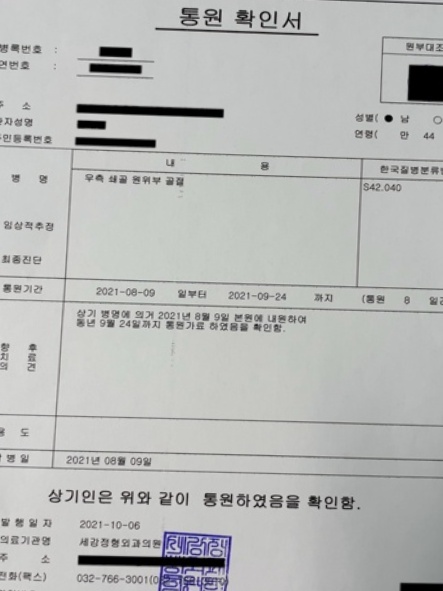 통원 확인서
병록번호 :
연번호 :
원부대조
주 소
자성명
민등록번호
성별( ● 남 ○
연령( 만 44
내 용
한국질병분류번
병 명
우측 쇄골 원위부 골절
S42.040
임상적추정
최종진단
통원기간
2021-08-09 일부터 2021-09-24 까지 (통원 8 일간
상기 병명에 의거 2021년 8월 9일 본원에 내원하여
동년 9월 24일까지 통원가료 하였음을 확인함.
향 후
치 료
의 견
용 도
발 병 일
2021년 08월 09일
상기인은 위와 같이 통원하였음을 확인함.
발 행 일 자
2021-10-06
의료기관명
세강정형외과의원
주 소
전화(팩스)
032-766-3001(0